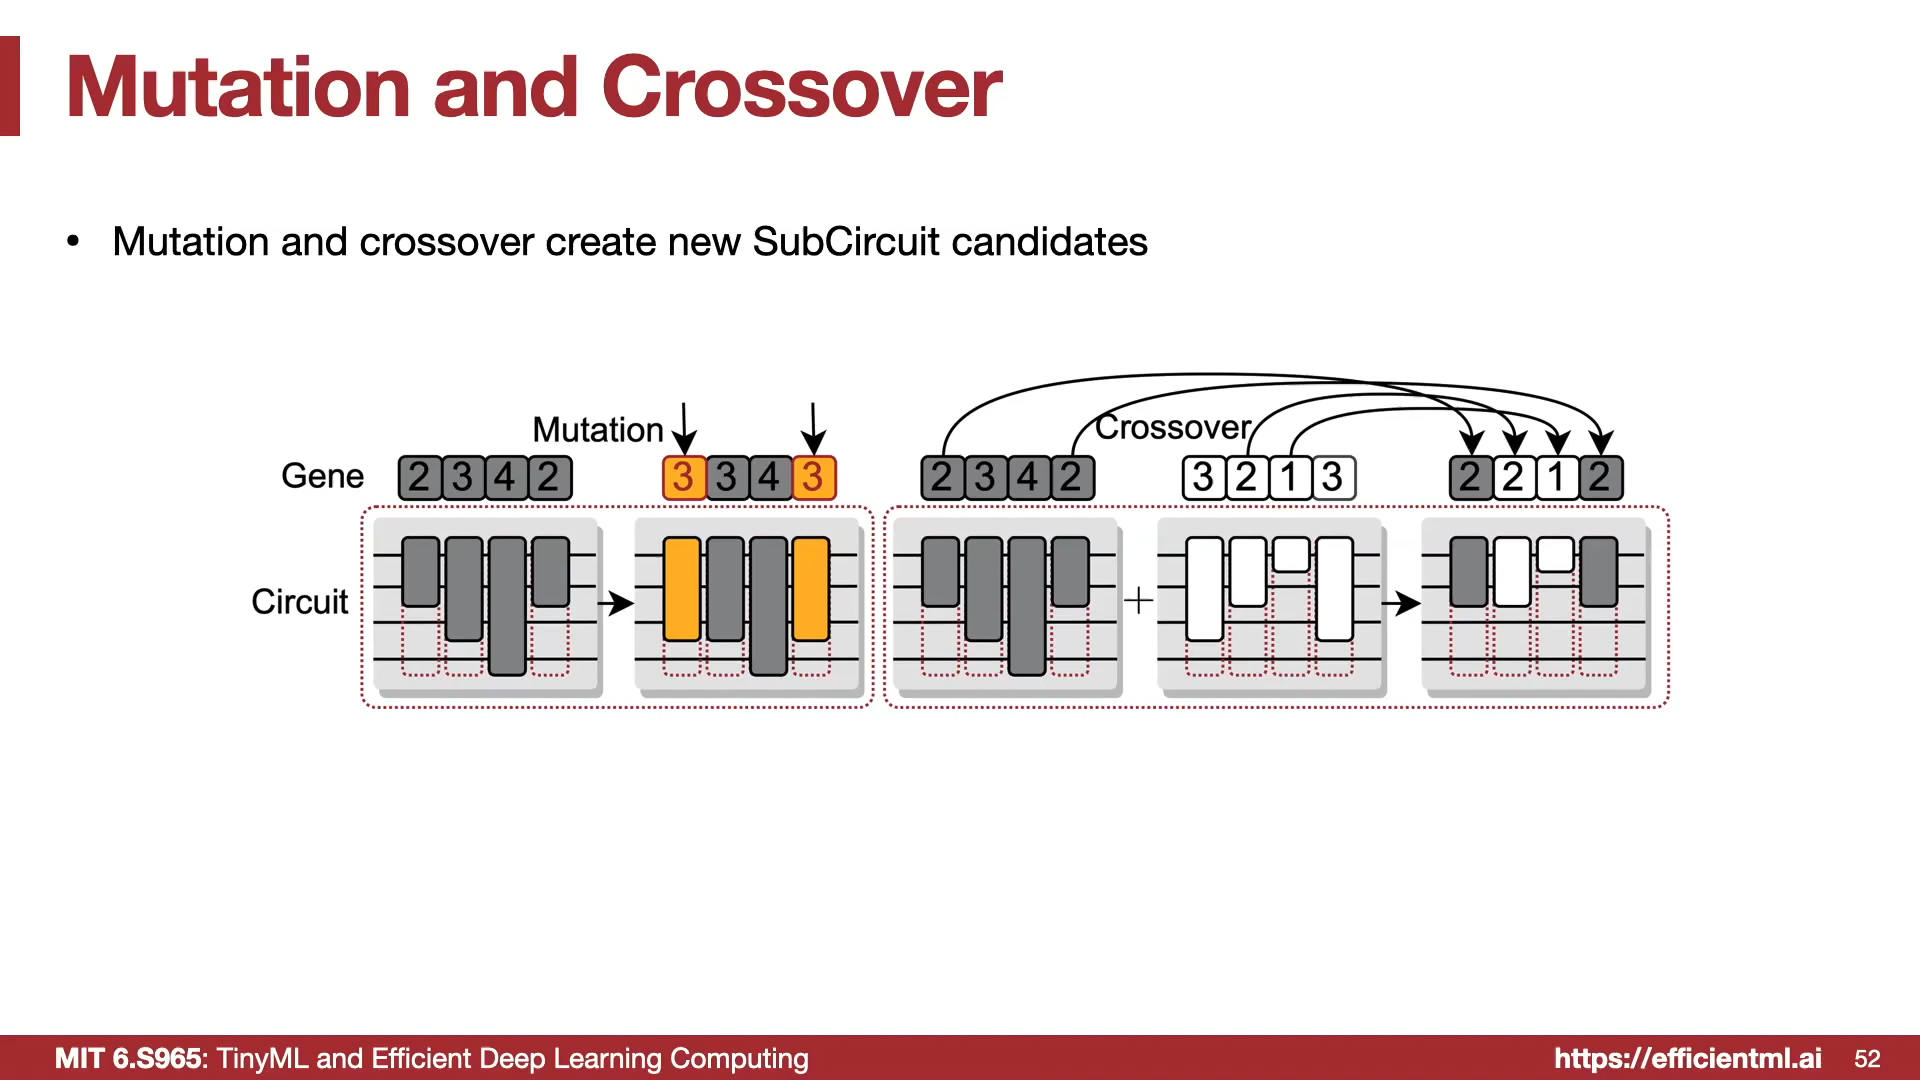 Mutation and Crossover
• Mutation and crossover create new SubCircuit candidates
Mutation
Crossover
Gene
2 3 4 2
3 3 4 3
2 3 4 2
3 2 1 3
2 2 1 2
Circuit
+
MIT 6.S965: TinyML and Efficient Deep Learning Computing
https://efficientml.ai
52